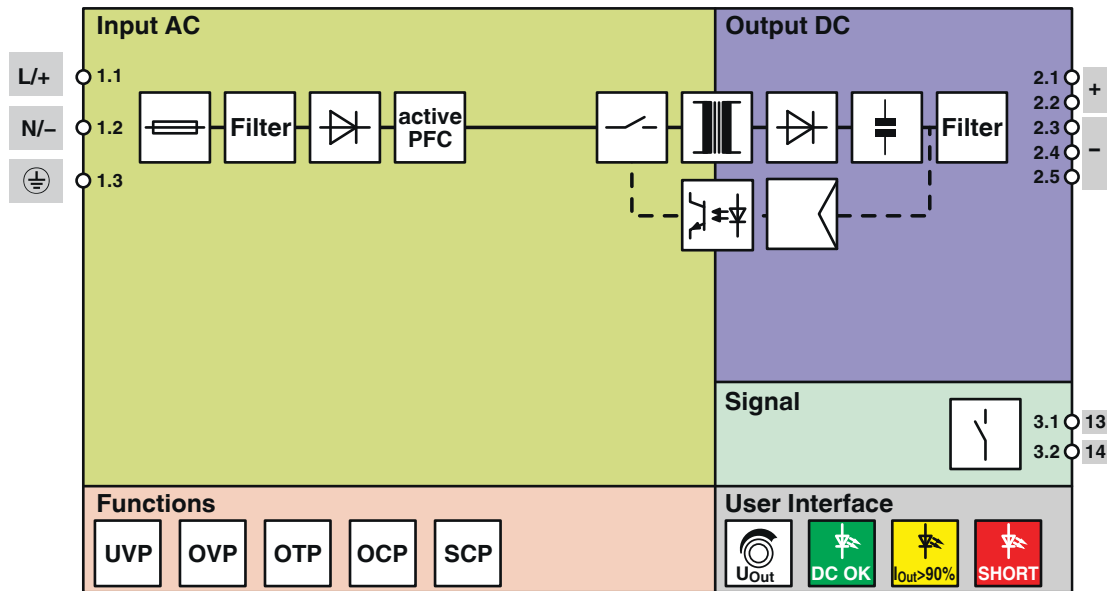 Input AC
Output DC
L/+
1.1
N/–
1.2
1.3
Filter
active
PFC
Filter
2.1
2.2
2.3
2.4
2.5
+
–
Signal
3.1
13
3.2
14
Functions
UVP
OVP
OTP
OCP
SCP
User Interface
UOut
DC OK
IOut>90%
SHORT